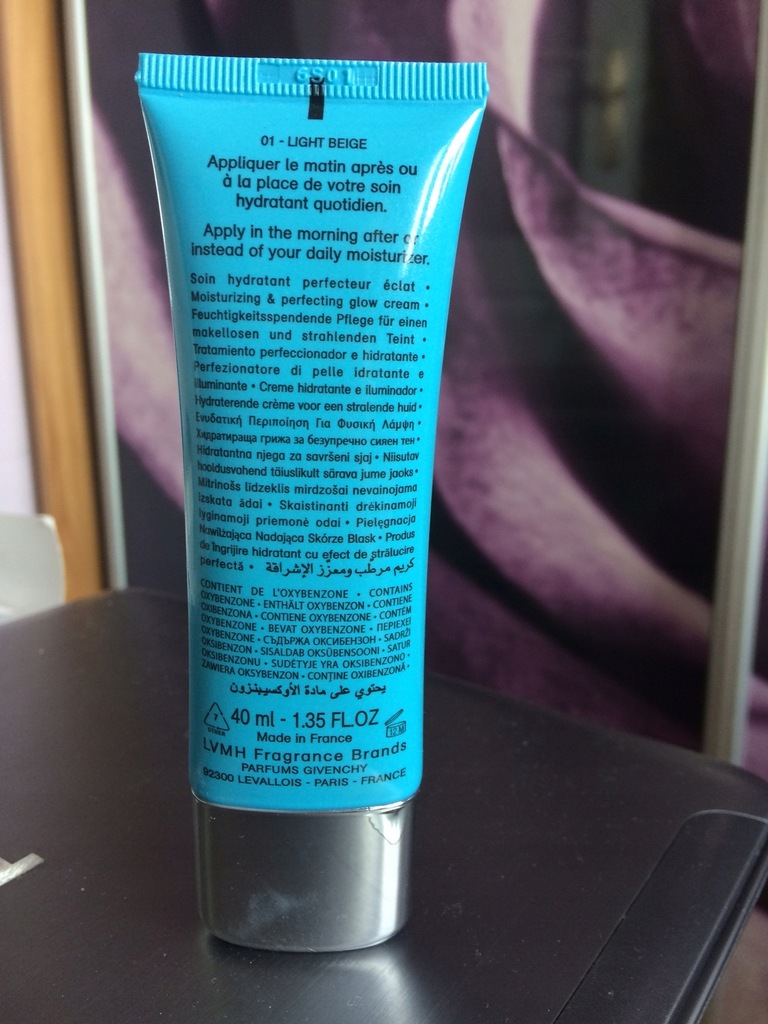 6S01
01 - LIGHT BEIGE
Appliquer le matin après ou
à la place de votre soin
hydratant quotidien.
Apply in the morning after or
instead of your daily moisturizer.
Soin hydratant perfecteur éclat •
Moisturizing & perfecting glow cream •
Feuchtigkeitsspendende Pflege für einen
makellosen und strahlenden Teint •
Tratamiento perfeccionador e hidratante •
Perfezionatore di pelle idratante e
illuminante • Creme hidratante e iluminador •
Hydraterende crème voor een stralende huid •
Ενυδατική Περιποίηση Για Φυσική Λάμψη •
Хидратираща грижа за безупречно сияен тен •
Hidratantna njega za savršeni sjaj • Niisutav
hooldusvahend täiuslikult särava jume jaoks •
Mitrinošs līdzeklis mirdzošai nevainojama
izskata ādai • Skaistinanti drėkinamoji
lyginamoji priemonė odai • Pielęgnacja
Nawilżająca Nadająca Skórze Blask • Produs
de îngrijire hidratant cu efect de strălucire
perfectă • كريم مرطّب ومعزّز الإشراقة
CONTIENT DE L'OXYBENZONE • CONTAINS
OXYBENZONE • ENTHÄLT OXYBENZON • CONTIENE
OXIBENZONA • CONTIENE OXYBENZONE • CONTÉM
OXYBENZONE • BEVAT OXYBENZONE • ΠΕΡΙΕΧΕΙ
OXYBENZONE • СЪДЪРЖА ОКСИБЕНЗОН • SADRŽI
OKSIBENZON • SISALDAB OKSÜBENSOONI • SATUR
OKSIBENZONU • SUDĖTYJE YRA OKSIBENZONO •
ZAWIERA OKSYBENZON • CONȚINE OXIBENZONĂ •
يحتوي على مادة الأوكسيبنزون
7 OTHER 40 ml - 1.35 FL.OZ 12 M
Made in France
LVMH Fragrance Brands
PARFUMS GIVENCHY
92300 LEVALLOIS - PARIS - FRANCE